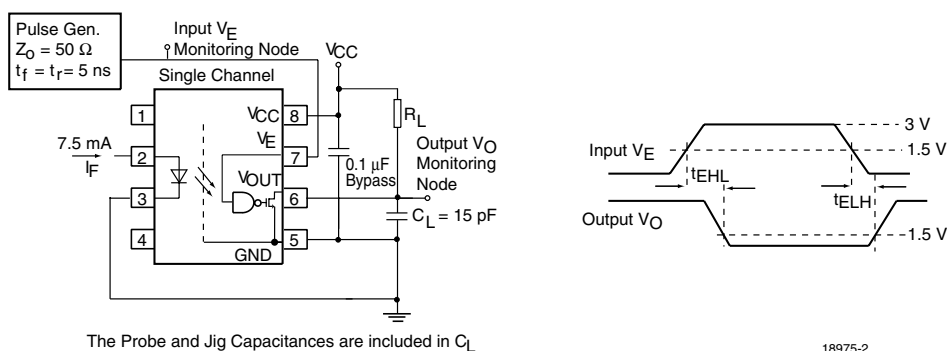 Pulse Gen.
ZO = 50 Ω
tf = tr= 5 ns
Input VE
Monitoring Node
Single Channel
VCC
1
2
3
4
VCC
8
VE
7
VOUT
6
5
GND
7.5 mA
IF
RL
0.1 µF
Bypass
Output VO
Monitoring
Node
CL = 15 pF
The Probe and Jig Capacitances are included in CL
Input VE
3 V
1.5 V
tEHL
tELH
Output VO
1.5 V
18975-2